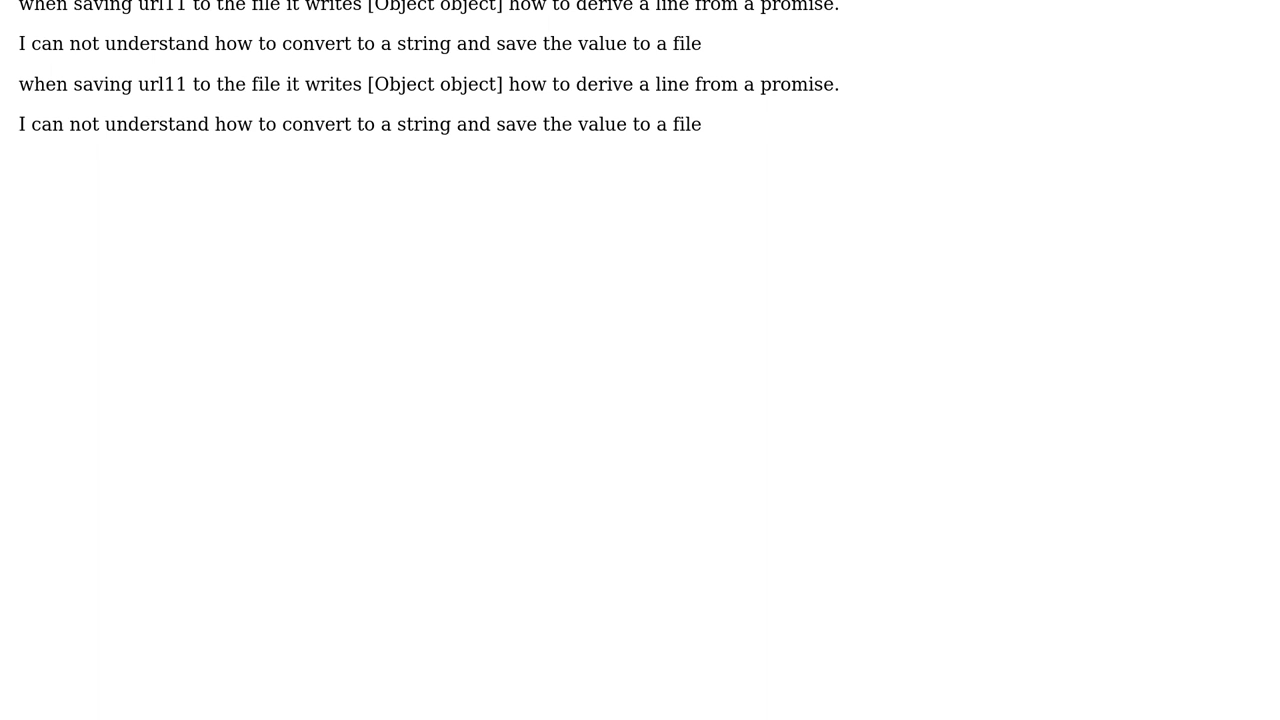 when saving url11 to the file it writes [Object object] how to derive a line from a promise.
I can not understand how to convert to a string and save the value to a file
when saving url11 to the file it writes [Object object] how to derive a line from a promise.
I can not understand how to convert to a string and save the value to a file